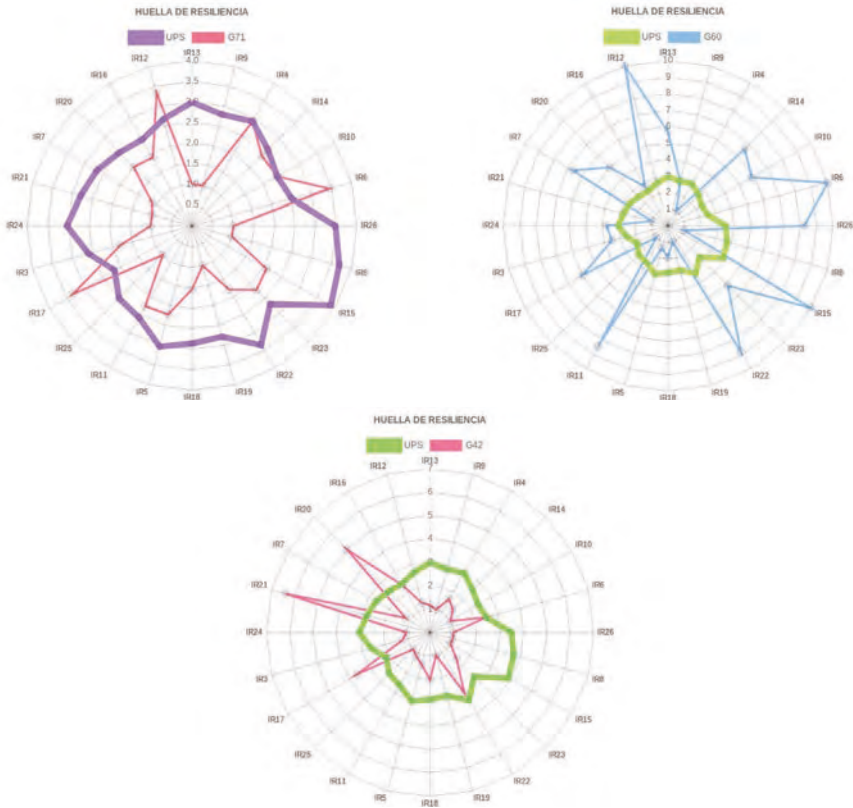 HUELLA DE RESILIENCIA
UPS G71
IR13
IR9
IR4
IR14
IR10
IR6
IR26
IR8
IR15
IR23
IR22
IR19
IR18
IR5
IR11
IR25
IR17
IR3
IR24
IR21
IR7
IR20
IR16
IR12
4.0
3.5
3.0
2.5
2.0
1.5
1.0
0.5
HUELLA DE RESILIENCIA
UPS G60
IR13
IR9
IR4
IR14
IR10
IR6
IR26
IR8
IR15
IR23
IR22
IR19
IR18
IR5
IR11
IR25
IR17
IR3
IR24
IR21
IR7
IR20
IR16
IR12
10
9
8
7
6
5
4
3
1
HUELLA DE RESILIENCIA
UPS G42
IR13
IR9
IR4
IR14
IR10
IR6
IR26
IR8
IR15
IR23
IR22
IR19
IR18
IR5
IR11
IR25
IR17
IR3
IR24
IR21
IR7
IR20
IR16
IR12
7
6
5
4
2
1